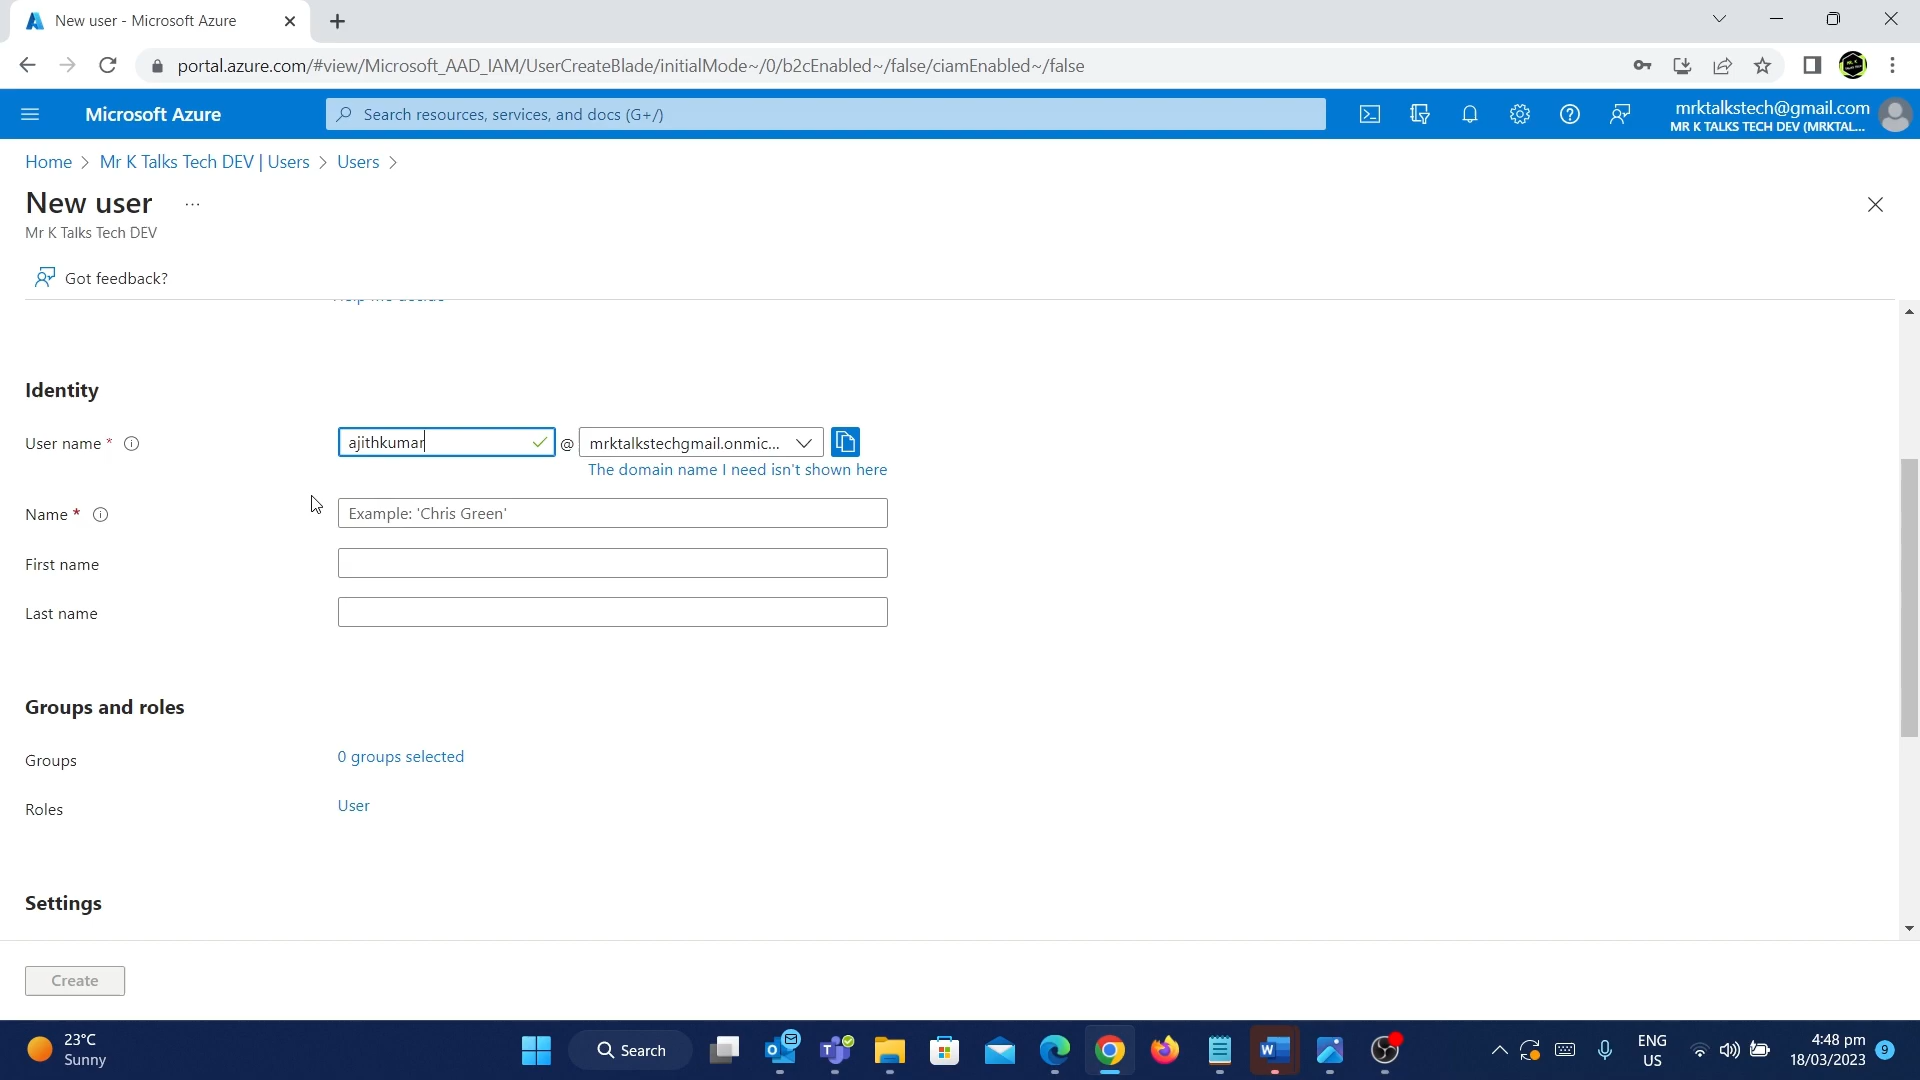 New user - Microsoft Azure
portal.azure.com/#view/Microsoft_AAD_IAM/UserCreateBlade/initialMode~/0/b2cEnabled~/false/ciamEnabled~/false
Microsoft Azure
Search resources, services, and docs (G+/)
mrktalkstech@gmail.com
MR K TALKS TECH DEV (MRKTAL...
Home > Mr K Talks Tech DEV | Users > Users >
New user ...
Mr K Talks Tech DEV
Got feedback?
Help me decide
Identity
User name * ajithkumar @ mrktalkstechgmail.onmic...
The domain name I need isn't shown here
Name * Example: 'Chris Green'
First name
Last name
Groups and roles
Groups 0 groups selected
Roles User
Settings
Create
23°C
Sunny
Search
ENG
US
4:48 pm
18/03/2023
9